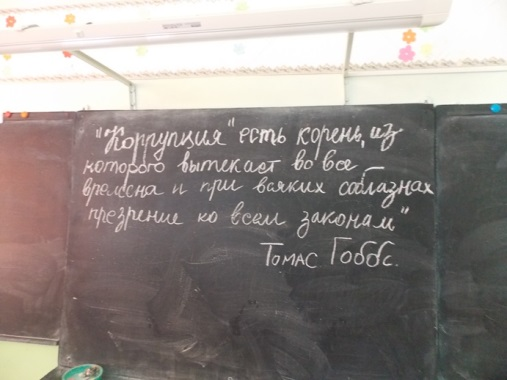 "Коррупция" есть корень, из
которого вытекает во все
времена и при всяких соблазнах
презрение ко всем законам"
Томас Гоббс.